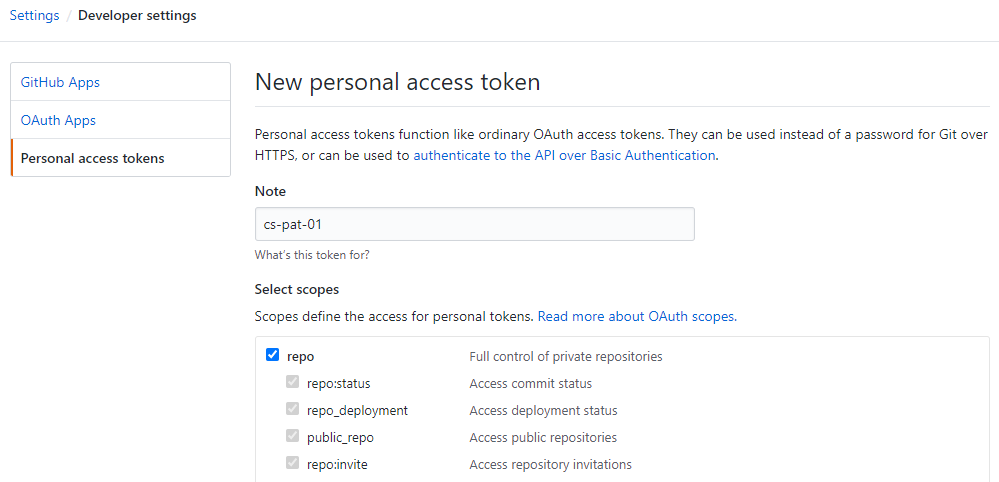 Settings / Developer settings
GitHub Apps
OAuth Apps
Personal access tokens
New personal access token
Personal access tokens function like ordinary OAuth access tokens. They can be used instead of a password for Git over
HTTPS, or can be used to authenticate to the API over Basic Authentication.
Note
cs-pat-01
What's this token for?
Select scopes
Scopes define the access for personal tokens. Read more about OAuth scopes.
repo Full control of private repositories
repo:status Access commit status
repo_deployment Access deployment status
public_repo Access public repositories
repo:invite Access repository invitations